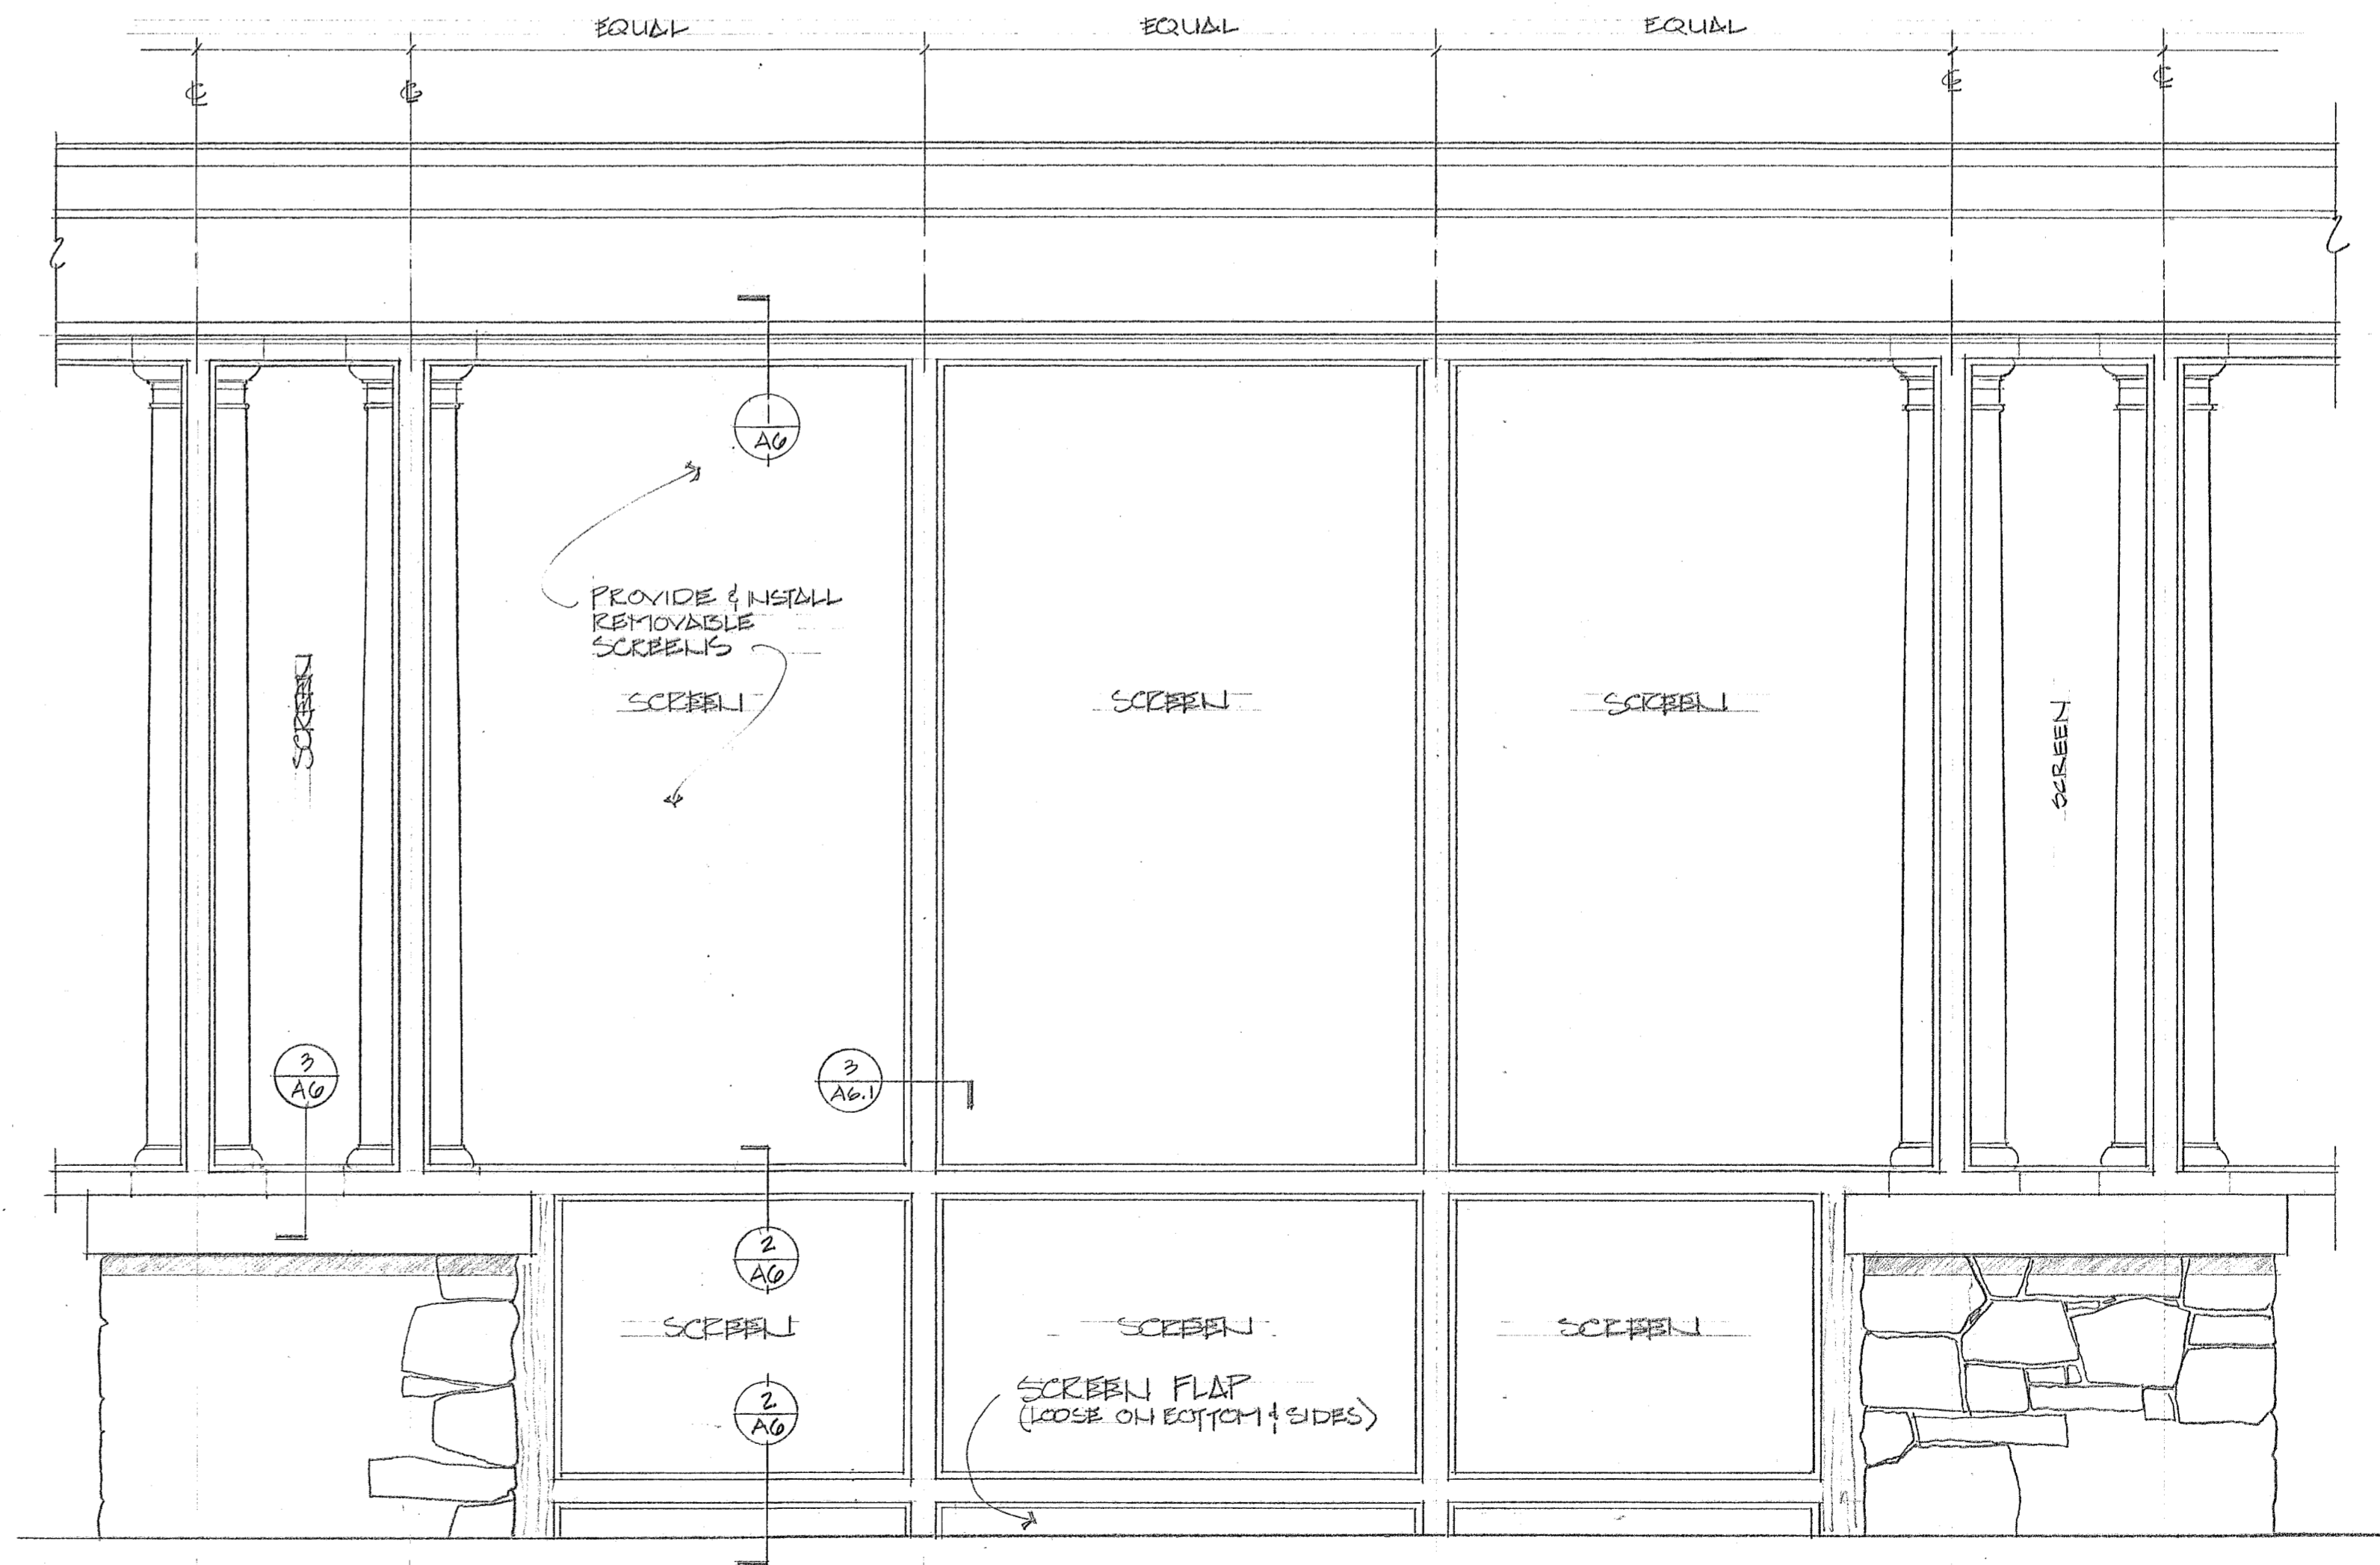 EQUAL EQUAL EQUAL
℄ ℄ ℄ ℄
A6
PROVIDE & INSTALL
REMOVABLE
SCREENS
SCREEN SCREEN SCREEN SCREEN SCREEN
3
A6
3
A6.1
2
A6
SCREEN SCREEN SCREEN
SCREEN FLAP
(LOOSE ON BOTTOM & SIDES)
2
A6